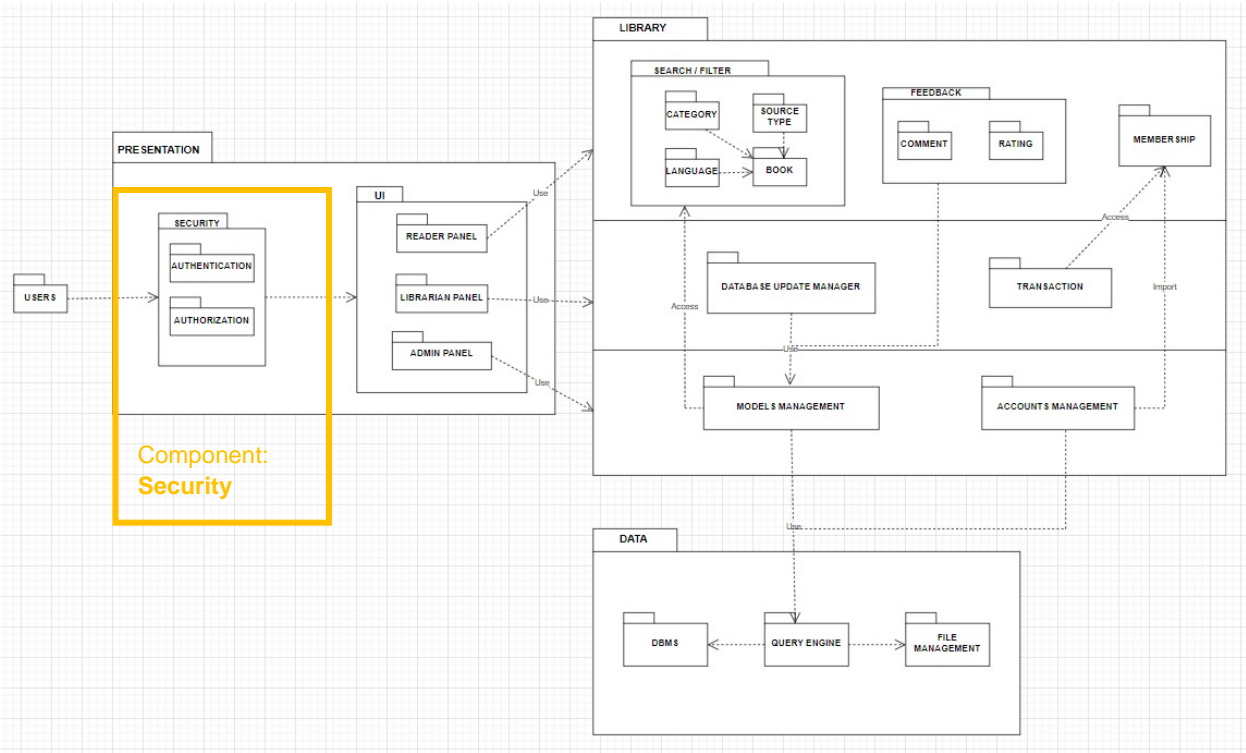 LIBRARY
SEARCH / FILTER
CATEGORY
SOURCE
TYPE
LANGUAGE
BOOK
FEEDBACK
COMMENT
RATING
MEMBERSHIP
PRESENTATION
SECURITY
AUTHENTICATION
AUTHORIZATION
UI
READER PANEL
LIBRARIAN PANEL
ADMIN PANEL
USERS
Use
Use
Use
DATABASE UPDATE MANAGER
TRANSACTION
Access
Access
Import
Use
MODELS MANAGEMENT
ACCOUNTS MANAGEMENT
Component:
Security
Use
DATA
DBMS
QUERY ENGINE
FILE
MANAGEMENT